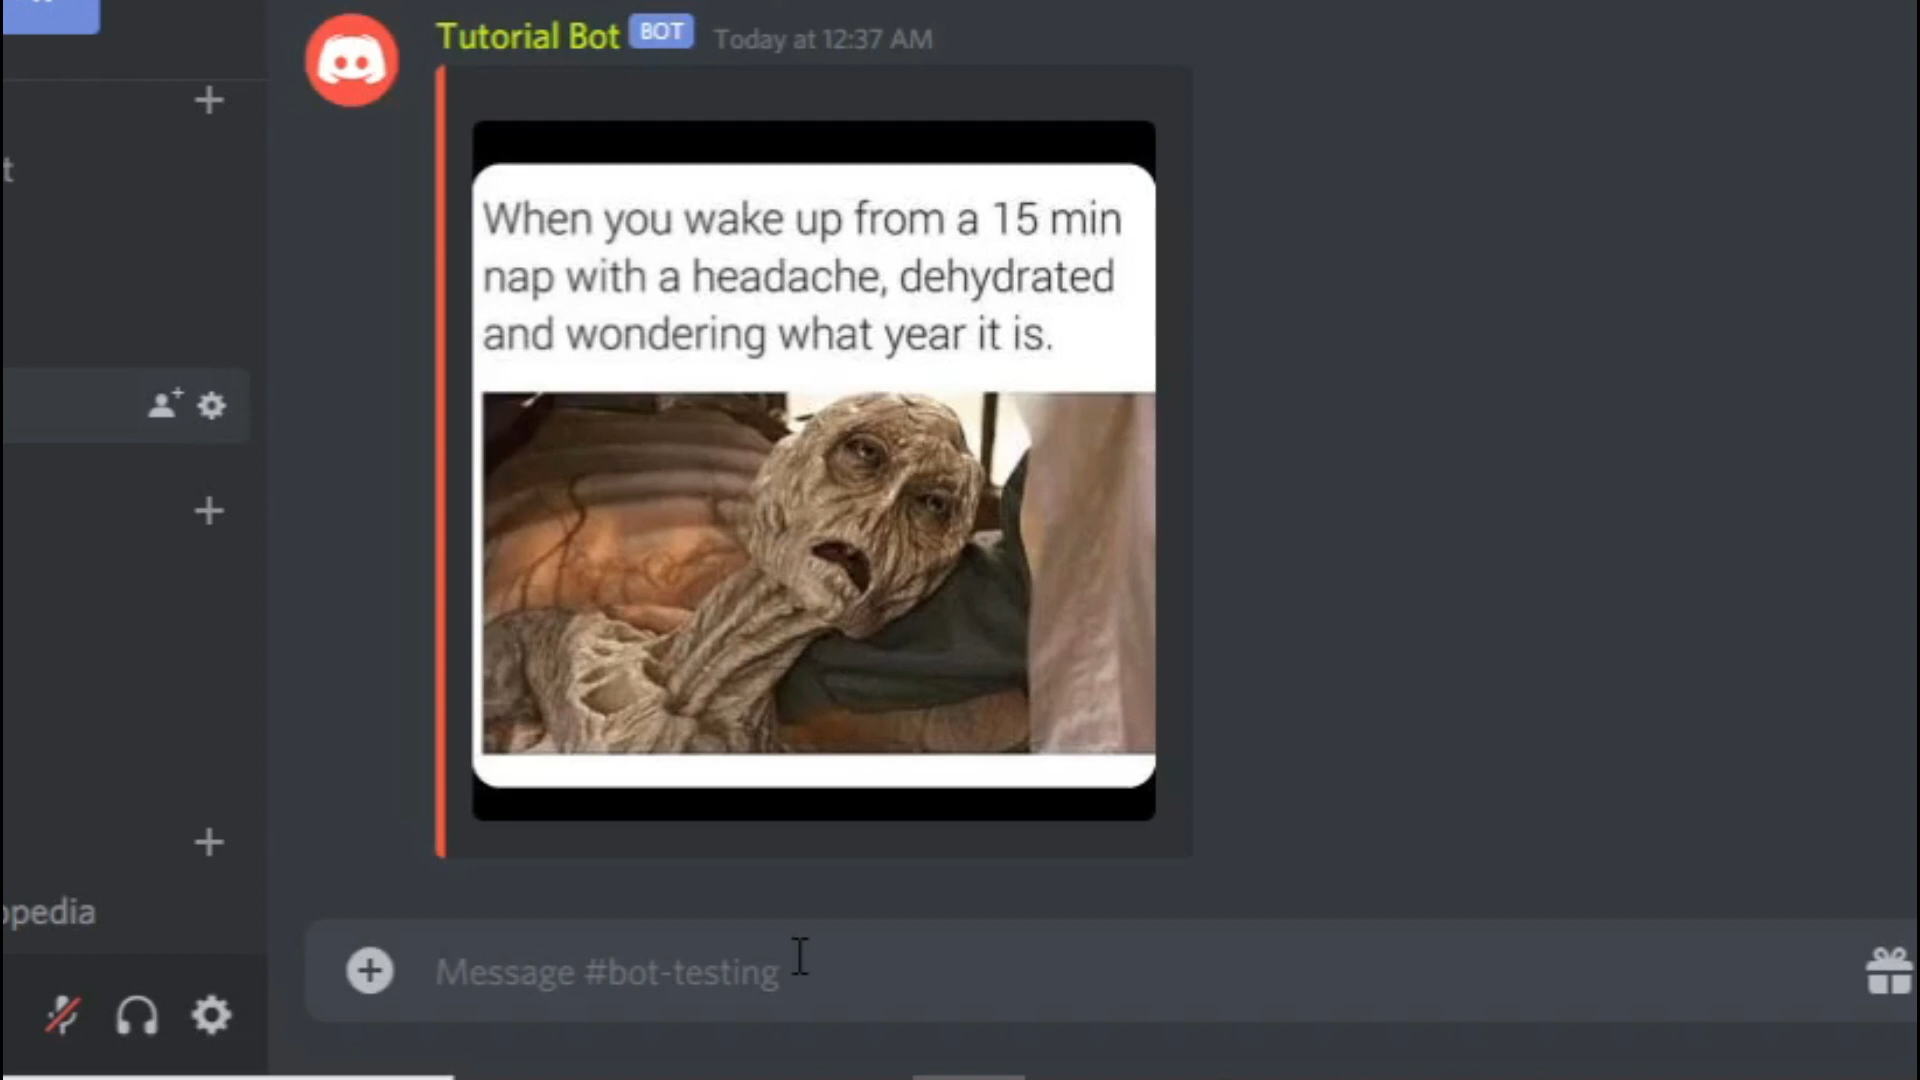 Tutorial Bot BOT Today at 12:37 AM
When you wake up from a 15 min
nap with a headache, dehydrated
and wondering what year it is.
t
opedia
Message #bot-testing